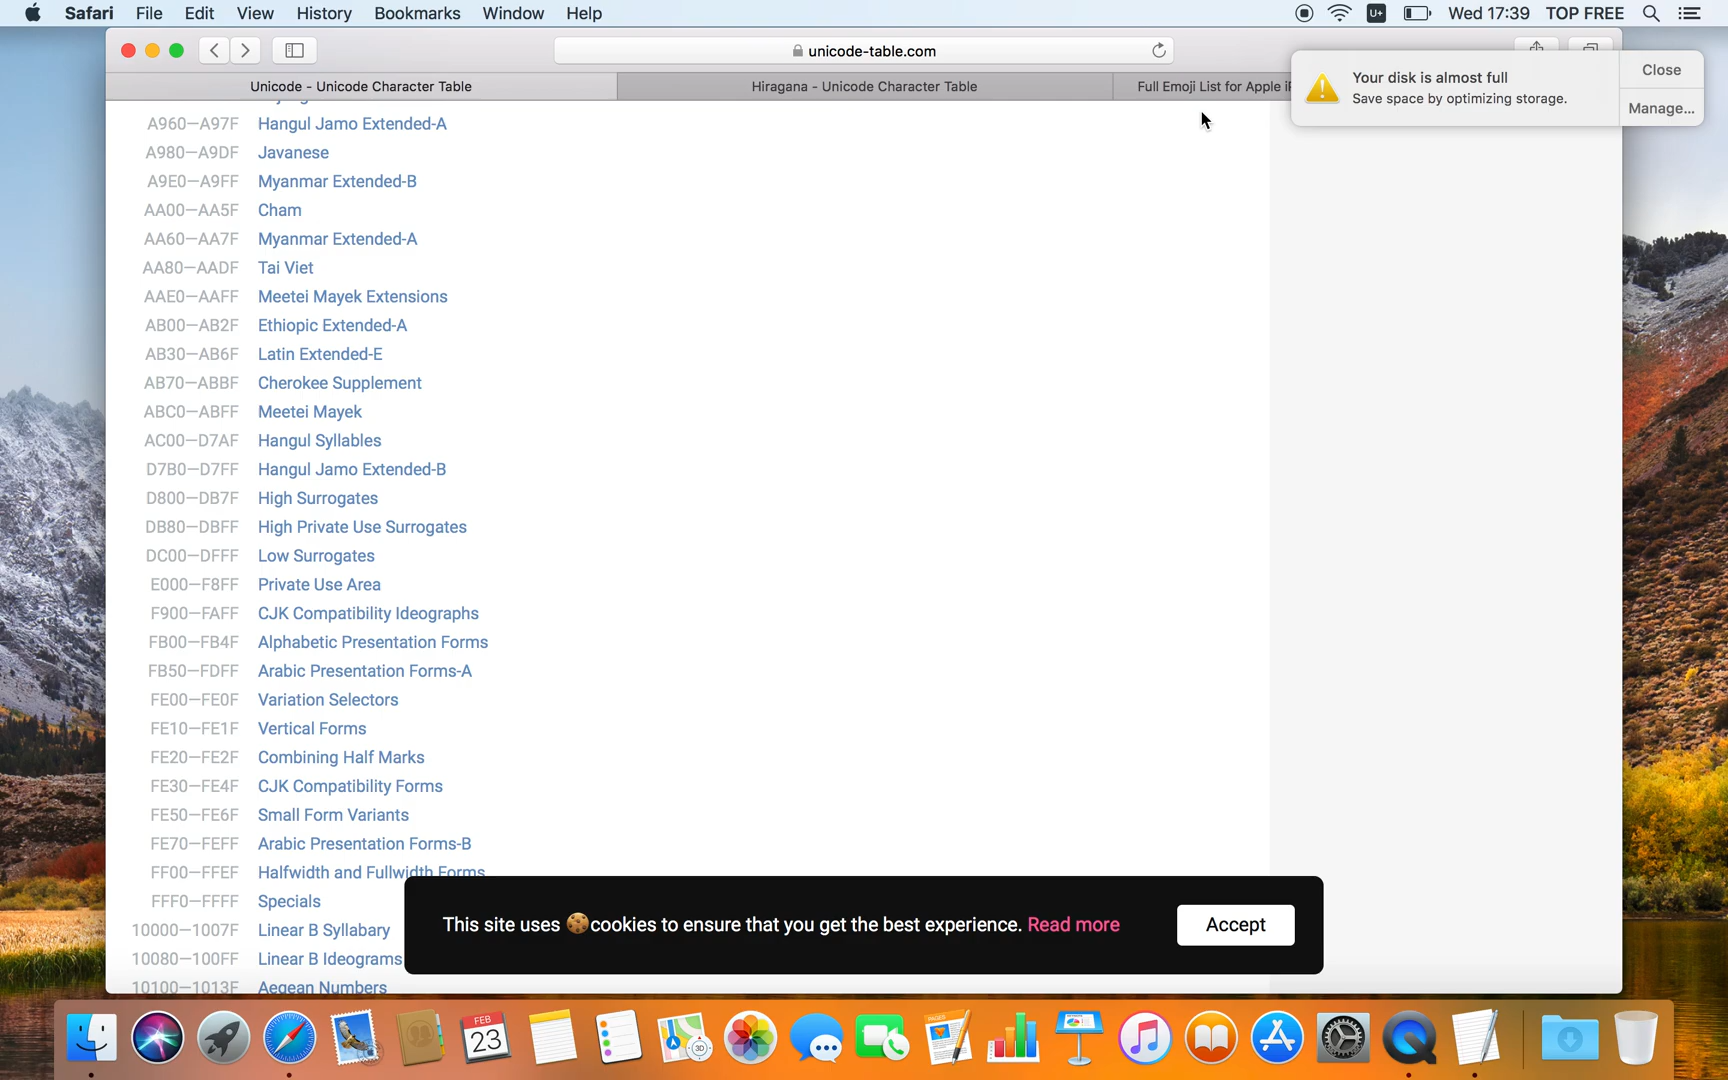 Safari File Edit View History Bookmarks Window Help U+ Wed 17:39 TOP FREE
unicode-table.com
Unicode - Unicode Character Table Hiragana - Unicode Character Table Full Emoji List for Apple
Your disk is almost full
Save space by optimizing storage.
Close
Manage...
A960—A97F Hangul Jamo Extended-A
A980—A9DF Javanese
A9E0—A9FF Myanmar Extended-B
AA00—AA5F Cham
AA60—AA7F Myanmar Extended-A
AA80—AADF Tai Viet
AAE0—AAFF Meetei Mayek Extensions
AB00—AB2F Ethiopic Extended-A
AB30—AB6F Latin Extended-E
AB70—ABBF Cherokee Supplement
ABC0—ABFF Meetei Mayek
AC00—D7AF Hangul Syllables
D7B0—D7FF Hangul Jamo Extended-B
D800—DB7F High Surrogates
DB80—DBFF High Private Use Surrogates
DC00—DFFF Low Surrogates
E000—F8FF Private Use Area
F900—FAFF CJK Compatibility Ideographs
FB00—FB4F Alphabetic Presentation Forms
FB50—FDFF Arabic Presentation Forms-A
FE00—FE0F Variation Selectors
FE10—FE1F Vertical Forms
FE20—FE2F Combining Half Marks
FE30—FE4F CJK Compatibility Forms
FE50—FE6F Small Form Variants
FE70—FEFF Arabic Presentation Forms-B
FF00—FFEF Halfwidth and Fullwidth Forms
FFF0—FFFF Specials
10000—1007F Linear B Syllabary
10080—100FF Linear B Ideograms
10100—1013F Aegean Numbers
This site uses 🍪cookies to ensure that you get the best experience. Read more Accept
FEB
23
3D
PAGES